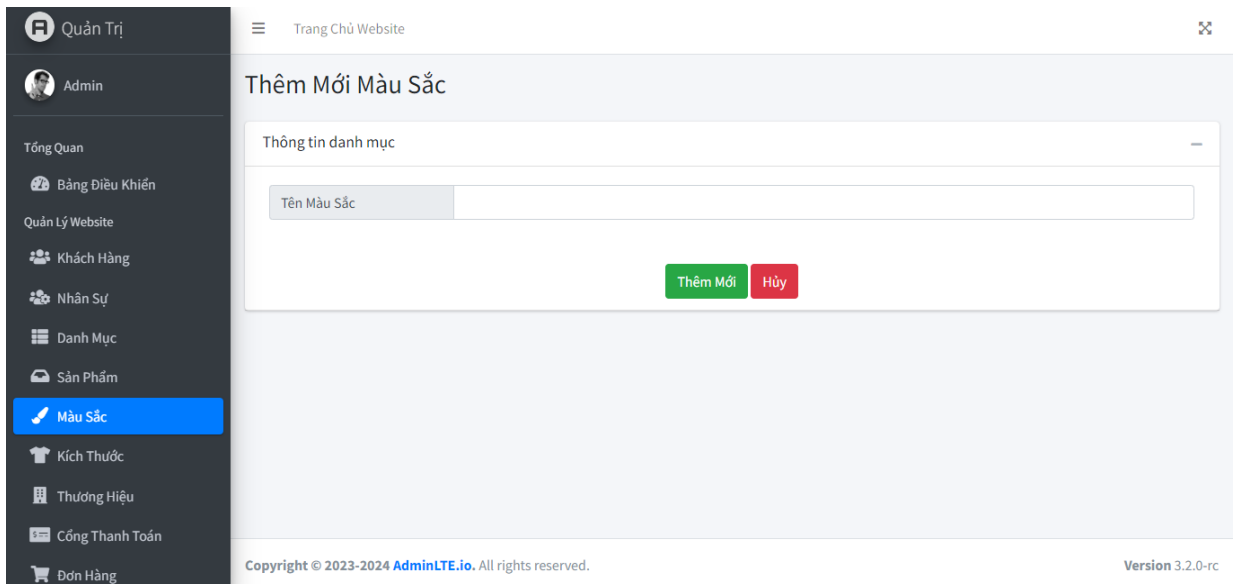 Quản Trị
Trang Chủ Website
Admin
Thêm Mới Màu Sắc
Thông tin danh mục
Tên Màu Sắc
Thêm Mới
Hủy
Tổng Quan
Bảng Điều Khiển
Quản Lý Website
Khách Hàng
Nhân Sự
Danh Mục
Sản Phẩm
Màu Sắc
Kích Thước
Thương Hiệu
Cổng Thanh Toán
Đơn Hàng
Copyright © 2023-2024 AdminLTE.io. All rights reserved.
Version 3.2.0-rc